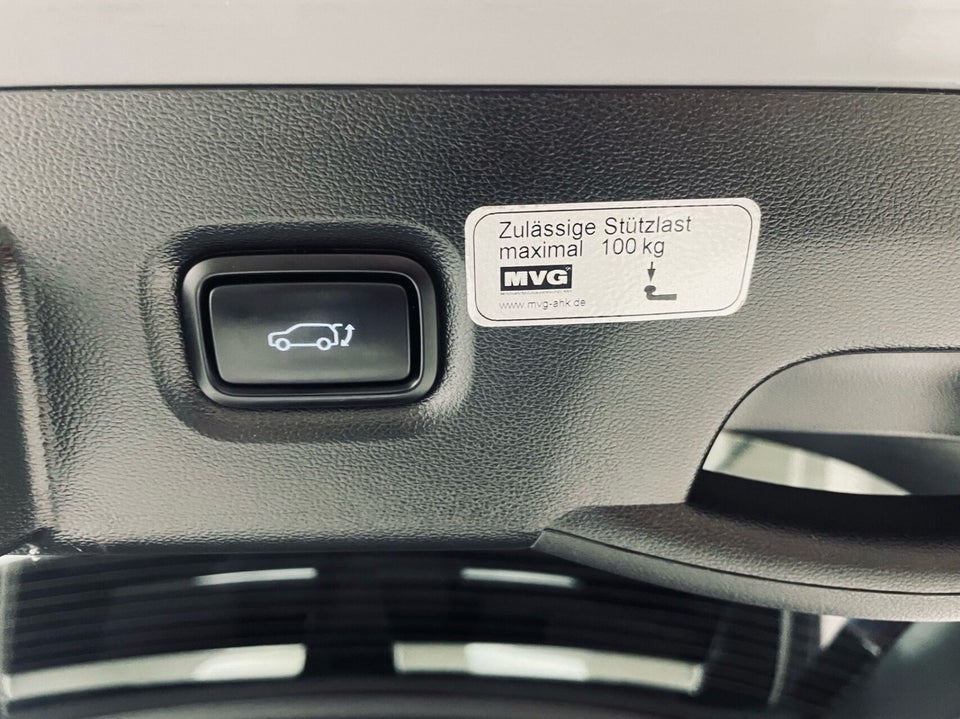 Zulässige Stützlast
maximal 100 kg
MVG
www.mvg-ahk.de